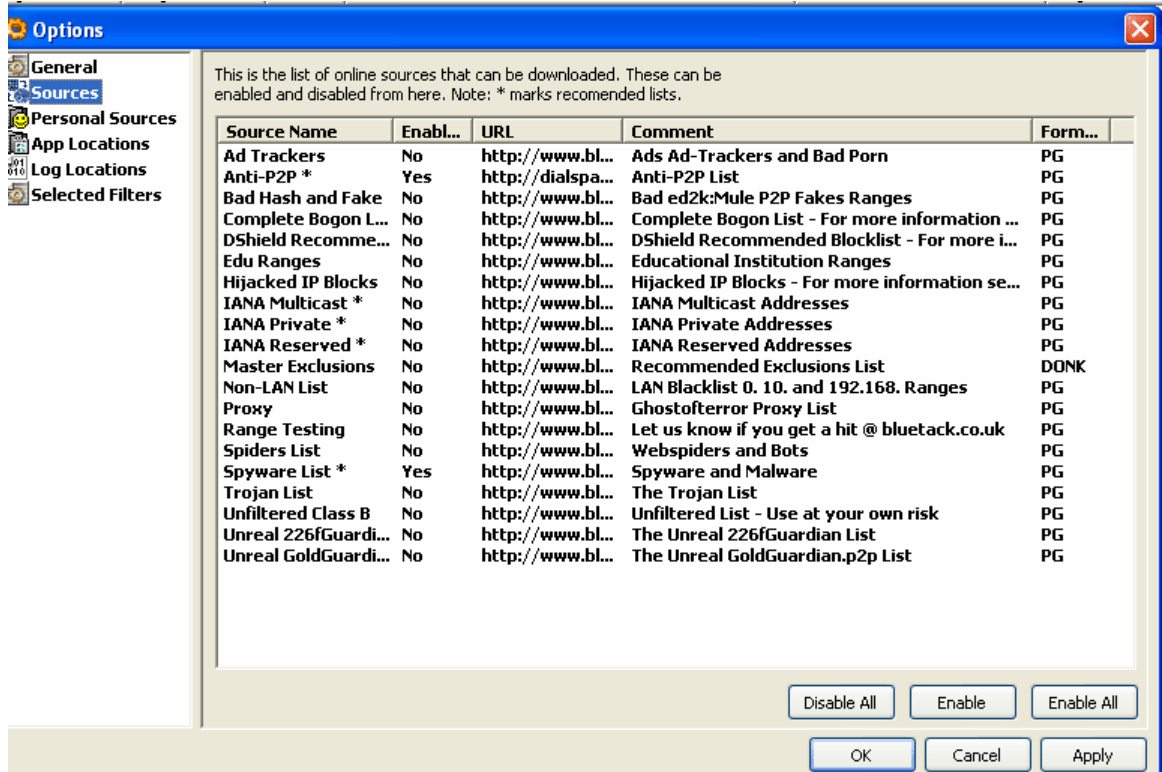 Options
General
Sources
Personal Sources
App Locations
Log Locations
Selected Filters
This is the list of online sources that can be downloaded. These can be
enabled and disabled from here. Note: * marks recomended lists.
Source Name Enabl... URL Comment Form...
Ad Trackers No http://www.bl... Ads Ad-Trackers and Bad Porn PG
Anti-P2P * Yes http://dialspa... Anti-P2P List PG
Bad Hash and Fake No http://www.bl... Bad ed2k:Mule P2P Fakes Ranges PG
Complete Bogon L... No http://www.bl... Complete Bogon List - For more information ... PG
DShield Recomme... No http://www.bl... DShield Recommended Blocklist - For more i... PG
Edu Ranges No http://www.bl... Educational Institution Ranges PG
Hijacked IP Blocks No http://www.bl... Hijacked IP Blocks - For more information se... PG
IANA Multicast * No http://www.bl... IANA Multicast Addresses PG
IANA Private * No http://www.bl... IANA Private Addresses PG
IANA Reserved * No http://www.bl... IANA Reserved Addresses PG
Master Exclusions No http://www.bl... Recommended Exclusions List DONK
Non-LAN List No http://www.bl... LAN Blacklist 0. 10. and 192.168. Ranges PG
Proxy No http://www.bl... Ghostofterror Proxy List PG
Range Testing No http://www.bl... Let us know if you get a hit @ bluetack.co.uk PG
Spiders List No http://www.bl... Webspiders and Bots PG
Spyware List * Yes http://www.bl... Spyware and Malware PG
Trojan List No http://www.bl... The Trojan List PG
Unfiltered Class B No http://www.bl... Unfiltered List - Use at your own risk PG
Unreal 226fGuardi... No http://www.bl... The Unreal 226fGuardian List PG
Unreal GoldGuardi... No http://www.bl... The Unreal GoldGuardian.p2p List PG
Disable All Enable Enable All
OK Cancel Apply